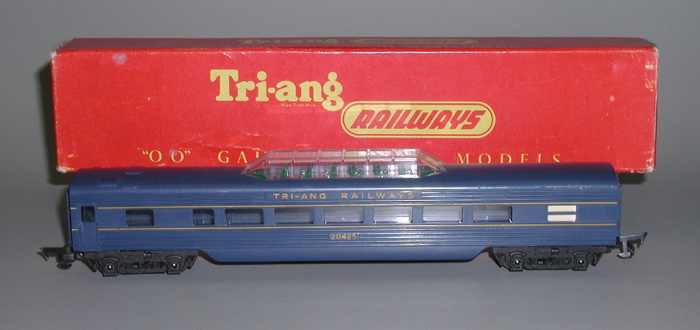 Tri-ang
RAILWAYS
"OO" GA MODELS
TRI-ANG RAILWAYS
20425